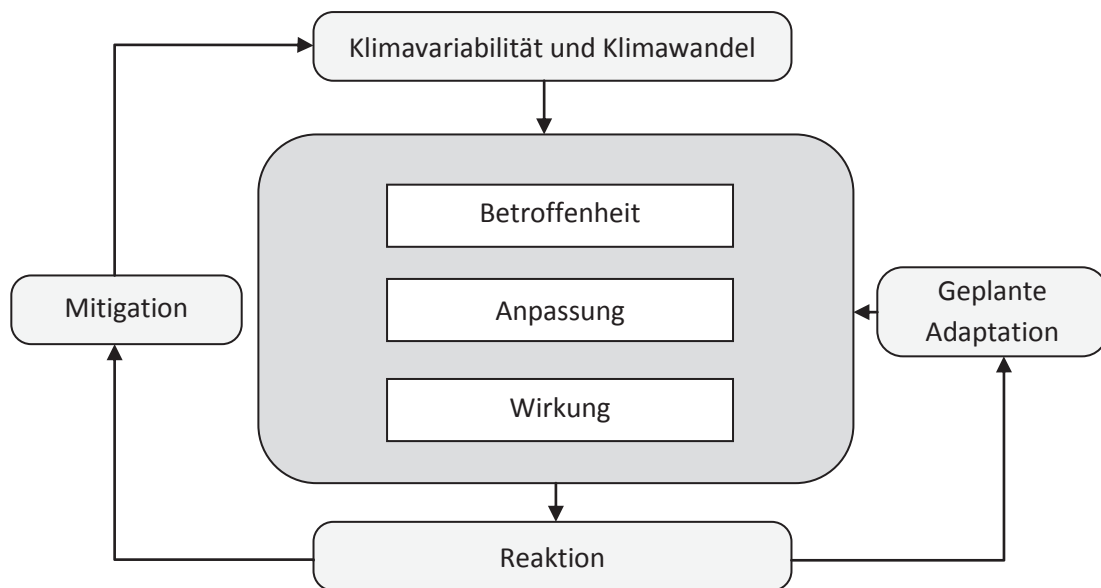 Klimavariabilität und Klimawandel
Betroffenheit
Mitigation
Anpassung
Geplante
Adaptation
Wirkung
Reaktion